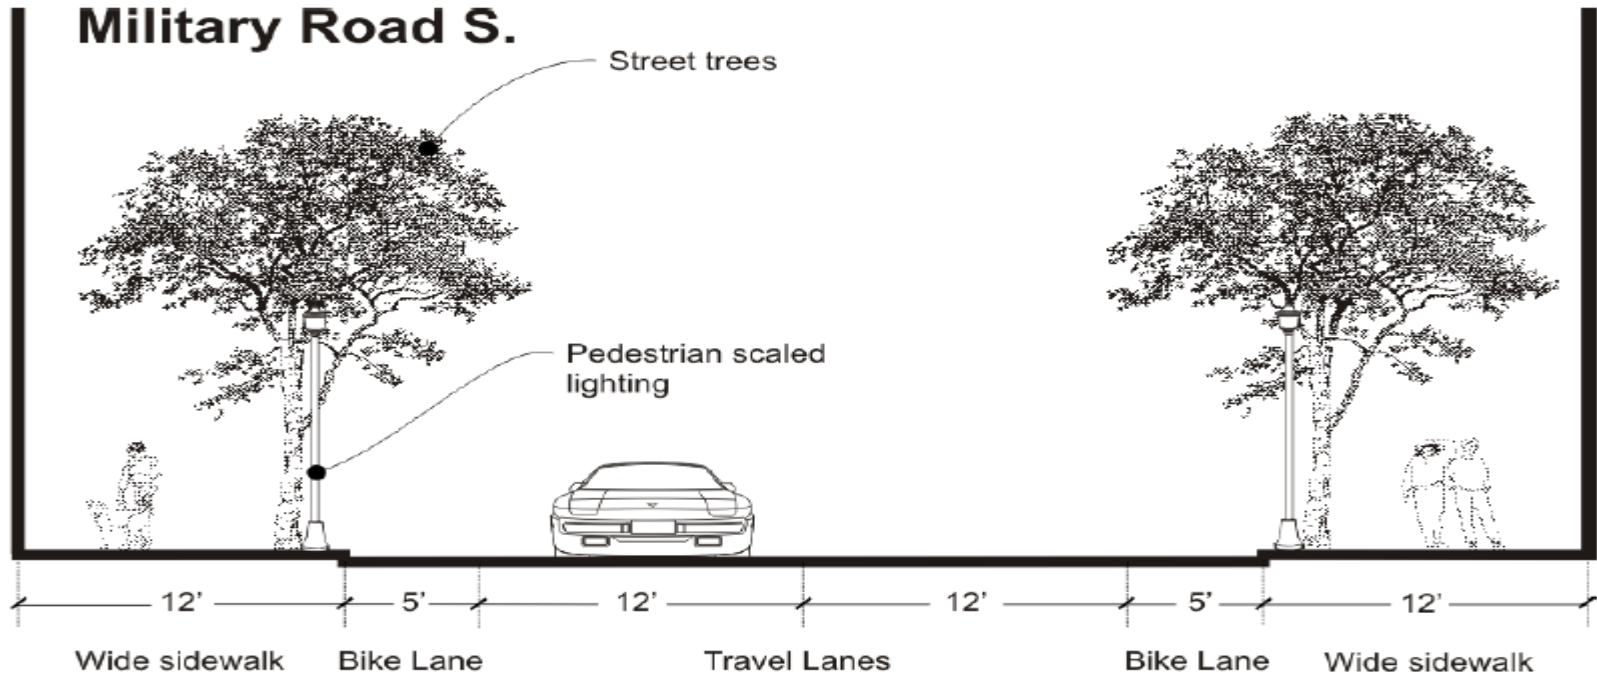 Military Road S.
Street trees
Pedestrian scaled
lighting
12’ 5’ 12’ 12’ 5’ 12’
Wide sidewalk Bike Lane Travel Lanes Bike Lane Wide sidewalk